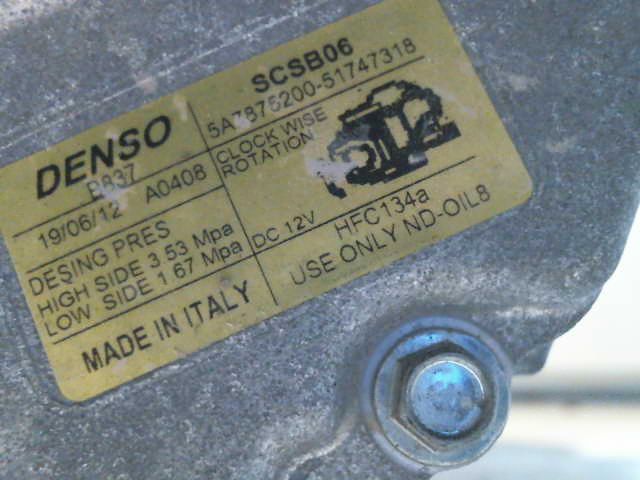 DENSO
B837
19/06/12 A0408
DESING PRES
HIGH SIDE 3 53 Mpa
LOW SIDE 1 67 Mpa
MADE IN ITALY
SCSB06
5A7875200-51747318
CLOCK WISE
ROTATION
DC 12V
HFC134a
USE ONLY ND-OIL8